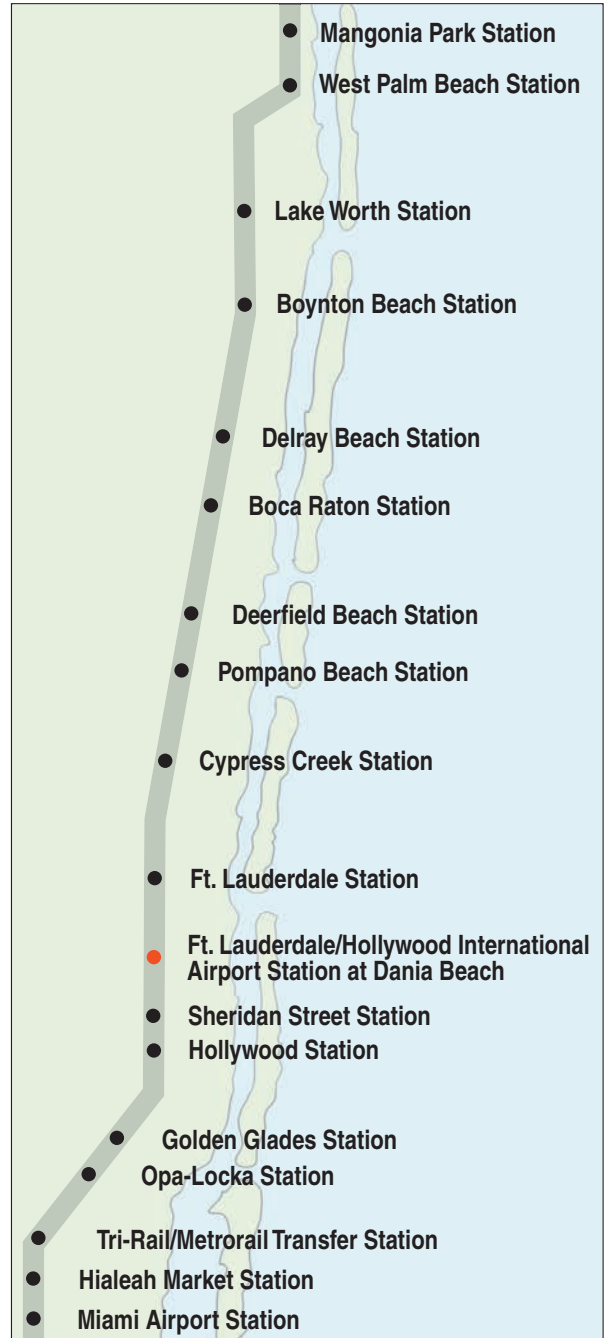 Mangonia Park Station
West Palm Beach Station
Lake Worth Station
Boynton Beach Station
Delray Beach Station
Boca Raton Station
Deerfield Beach Station
Pompano Beach Station
Cypress Creek Station
Ft. Lauderdale Station
Ft. Lauderdale/Hollywood International
Airport Station at Dania Beach
Sheridan Street Station
Hollywood Station
Golden Glades Station
Opa-Locka Station
Tri-Rail/Metrorail Transfer Station
Hialeah Market Station
Miami Airport Station